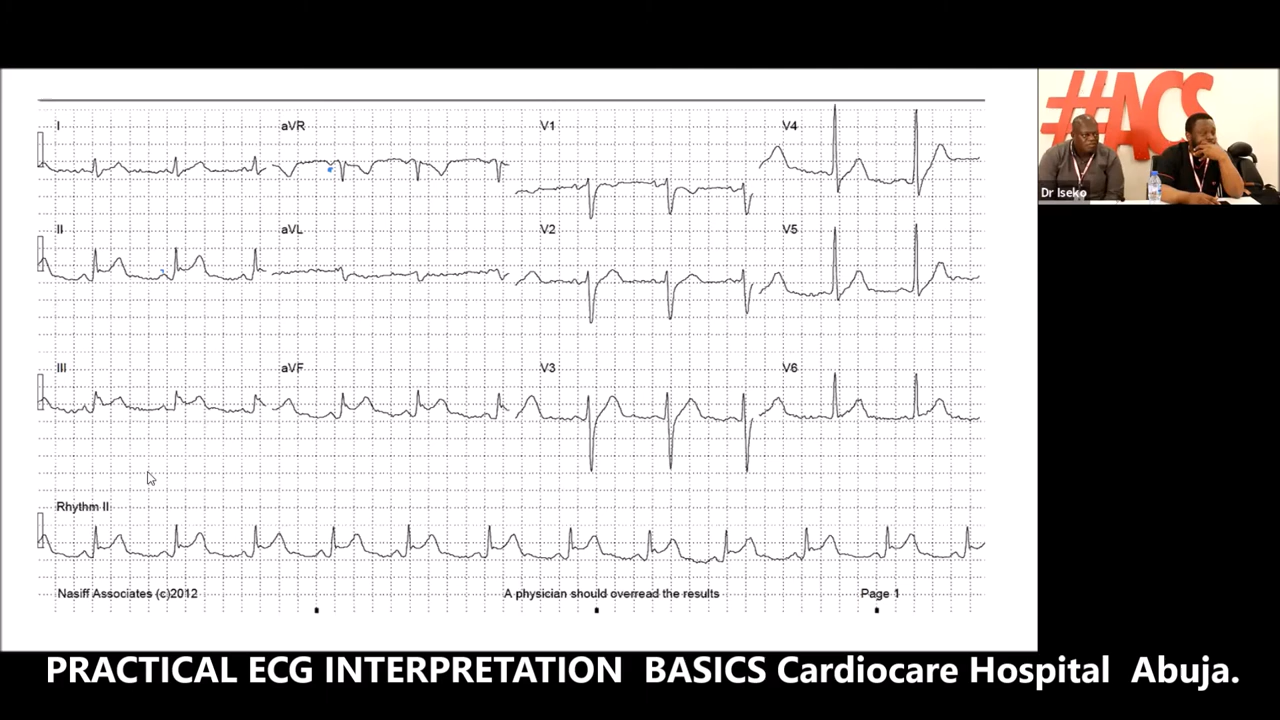 I aVR V1 V4
#ACS
Dr Iseko
II aVL V2 V5
III aVF V3 V6
Rhythm II
Nasiff Associates (c)2012 A physician should overread the results Page 1
PRACTICAL ECG INTERPRETATION BASICS Cardiocare Hospital Abuja.